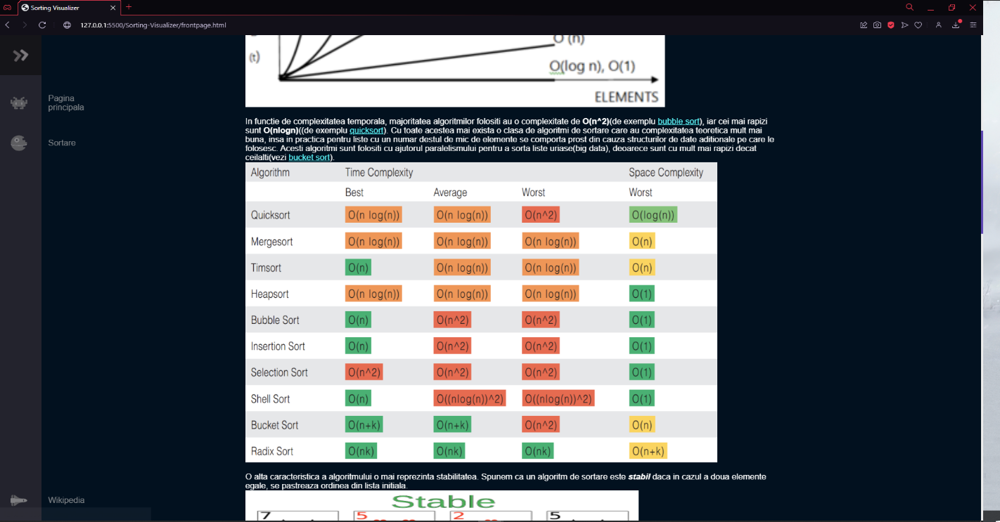 Sorting Visualizer
127.0.0.1:5500/Sorting-Visualizer/frontpage.html
Pagina
principala
Sortare
Wikipedia
O (n)
(t)
O(log n), O(1)
ELEMENTS
In functie de complexitatea temporala, majoritatea algoritmilor folositi au o complexitate de O(n^2)(de exemplu bubble sort), iar cei mai rapizi
sunt O(nlogn)((de exemplu quicksort). Cu toate acestea mai exista o clasa de algoritmi de sortare care au complexitatea teoretica mult mai
buna, insa in practica pentru liste cu un numar destul de mic de elemente se comporta prost din cauza structurilor de date aditionale pe care le
folosesc. Acesti algoritmi sunt folositi cu ajutorul paralelismului pentru a sorta liste uriase(big data), deoarece sunt cu mult mai rapizi decat
ceilalti(vezi bucket sort).
Algorithm Time Complexity Space Complexity
Best Average Worst Worst
Quicksort O(n log(n)) O(n log(n)) O(n^2) O(log(n))
Mergesort O(n log(n)) O(n log(n)) O(n log(n)) O(n)
Timsort O(n) O(n log(n)) O(n log(n)) O(n)
Heapsort O(n log(n)) O(n log(n)) O(n log(n)) O(1)
Bubble Sort O(n) O(n^2) O(n^2) O(1)
Insertion Sort O(n) O(n^2) O(n^2) O(1)
Selection Sort O(n^2) O(n^2) O(n^2) O(1)
Shell Sort O(n) O((nlog(n))^2) O((nlog(n))^2) O(1)
Bucket Sort O(n+k) O(n+k) O(n^2) O(n)
Radix Sort O(nk) O(nk) O(nk) O(n+k)
O alta caracteristica a algoritmului o mai reprezinta stabilitatea. Spunem ca un algoritm de sortare este stabil daca in cazul a doua elemente
egale, se pastreaza ordinea din lista initiala.
Stable
7 5 2 5